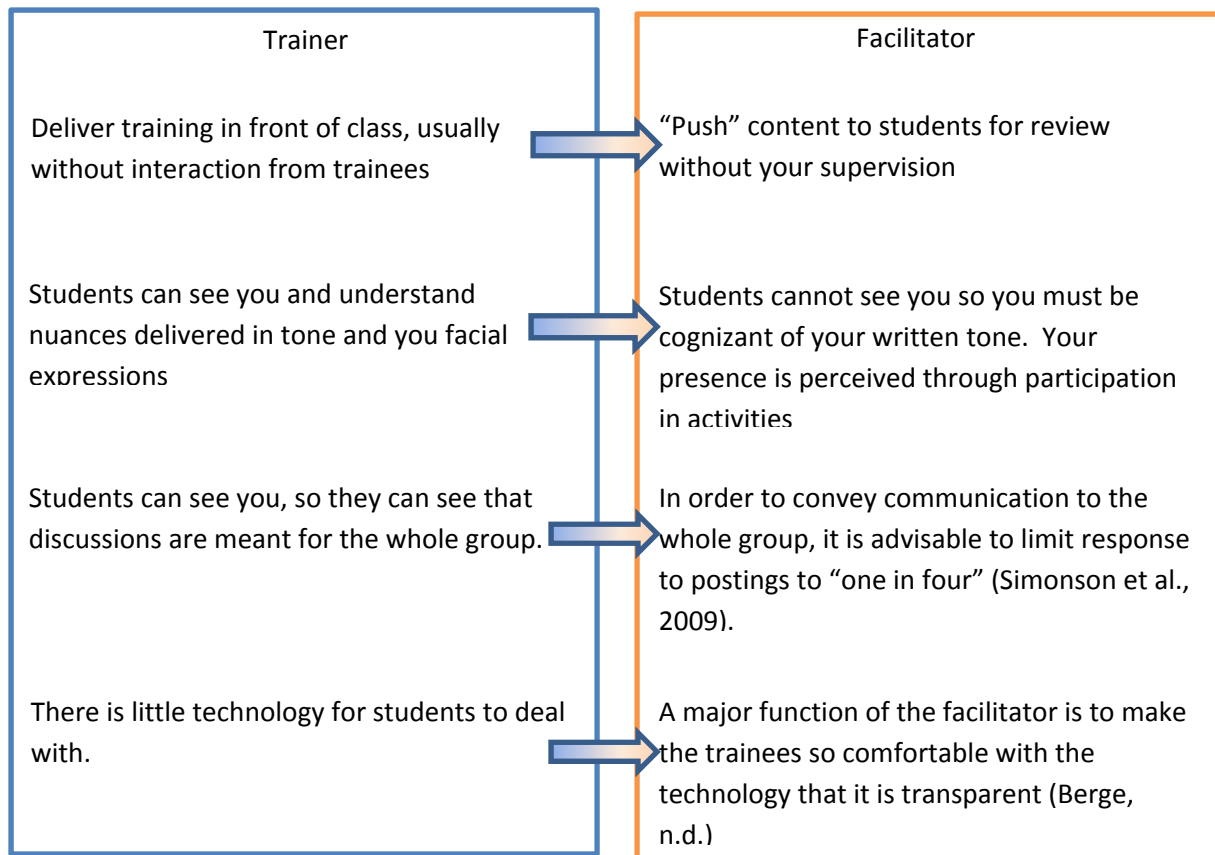 Trainer
Deliver training in front of class, usually
without interaction from trainees
Students can see you and understand
nuances delivered in tone and you facial
expressions
Students can see you, so they can see that
discussions are meant for the whole group.
There is little technology for students to deal
with.
Facilitator
“Push” content to students for review
without your supervision
Students cannot see you so you must be
cognizant of your written tone.  Your
presence is perceived through participation
in activities
In order to convey communication to the
whole group, it is advisable to limit response
to postings to “one in four” (Simonson et al.,
2009).
A major function of the facilitator is to make
the trainees so comfortable with the
technology that it is transparent (Berge,
n.d.)